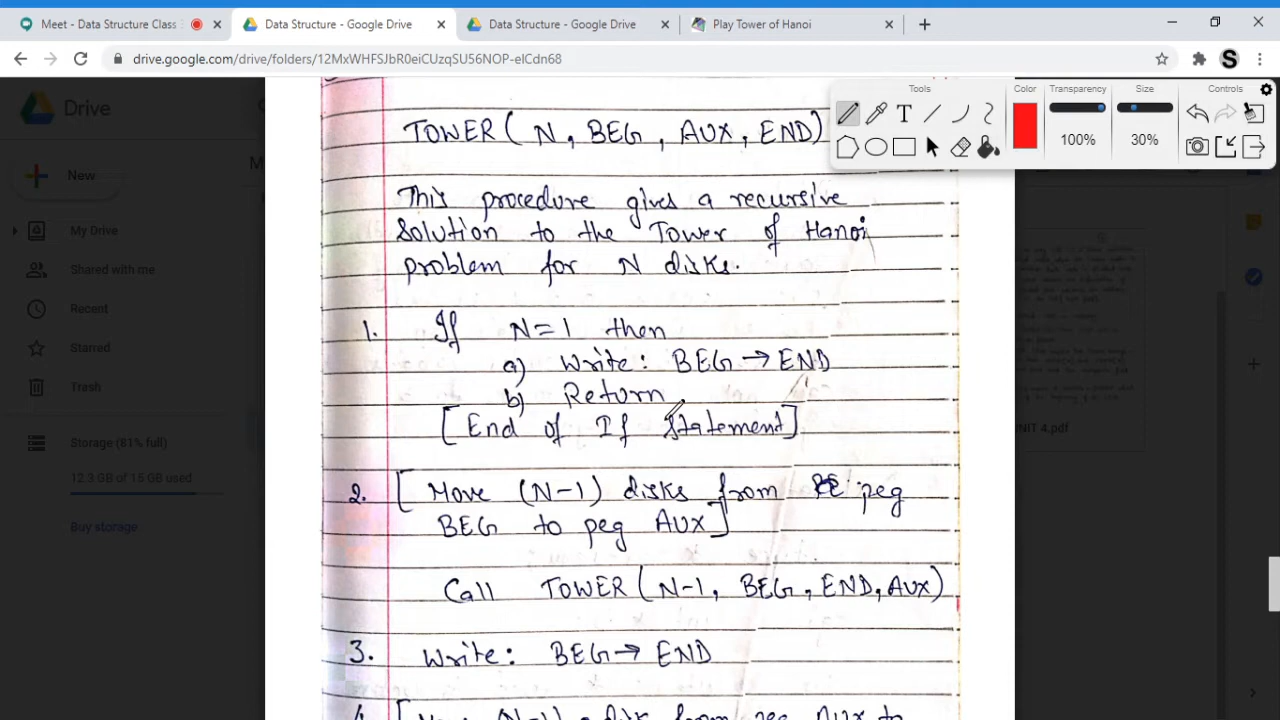 Meet - Data Structure Class
Data Structure - Google Drive
Data Structure - Google Drive
Play Tower of Hanoi
drive.google.com/drive/folders/12MxWHFSJbR0eiCUzqSU56NOP-elCdn68
Drive
New
My Drive
Shared with me
Recent
Starred
Trash
Storage (81% full)
12.3 GB of 15 GB used
Buy storage
Tools
Color
Transparency
Size
Controls
100%
30%
TOWER (N, BEG, AUX, END)
This procedure gives a recursive
solution to the Tower of Hanoi
problem for N disks.
1. If N=1 then
a) Write: BEG → END
b) Return
[End of If Statement]
2. [Move (N-1) disks from peg
BEG to peg AUX]
Call TOWER (N-1, BEG, END, AUX)
3. Write: BEG → END
NIT 4.pdf